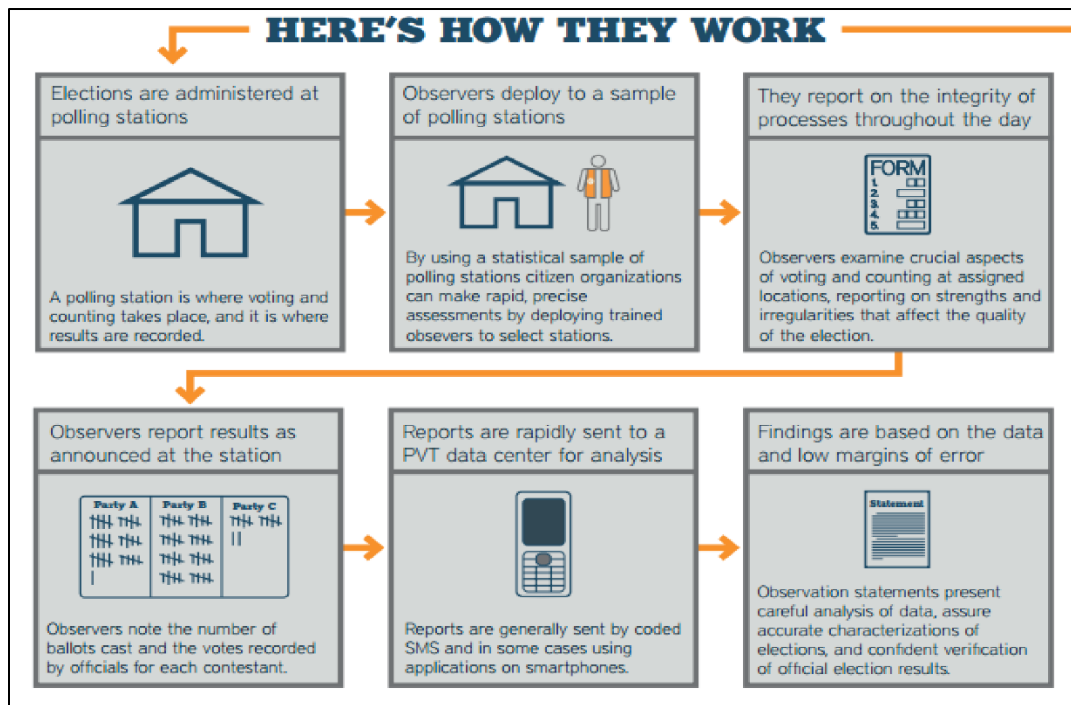 HERE'S HOW THEY WORK
Elections are administered at
polling stations
A polling station is where voting and
counting takes place, and it is where
results are recorded.
Observers deploy to a sample
of polling stations
By using a statistical sample of
polling stations citizen organizations
can make rapid, precise
assessments by deploying trained
obsevers to select stations.
They report on the integrity of
processes throughout the day
FORM
1.
2.
3.
4.
5.
Observers examine crucial aspects
of voting and counting at assigned
locations, reporting on strengths and
irregularities that affect the quality
of the election.
Observers report results as
announced at the station
Party A Party B Party C
Observers note the number of
ballots cast and the votes recorded
by officials for each contestant.
Reports are rapidly sent to a
PVT data center for analysis
Reports are generally sent by coded
SMS and in some cases using
applications on smartphones.
Findings are based on the data
and low margins of error
Statement
Observation statements present
careful analysis of data, assure
accurate characterizations of
elections, and confident verification
of official election results.